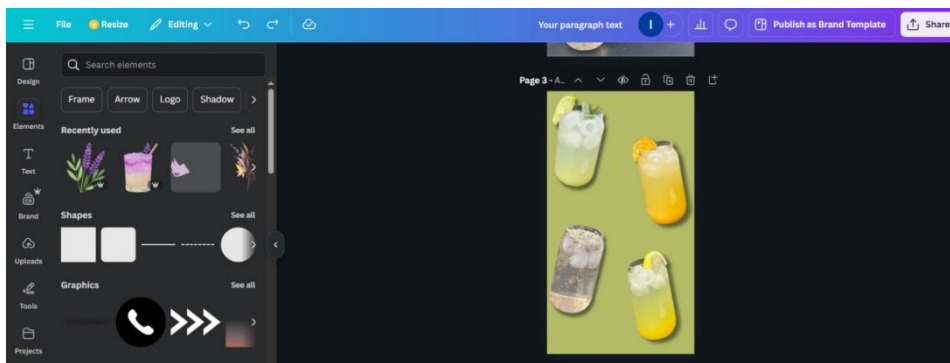 File Resize Editing Your paragraph text I + Publish as Brand Template Share
Design
Elements
Text
Brand
Uploads
Tools
Projects
Search elements
Frame Arrow Logo Shadow
Recently used See all
Shapes See all
Graphics See all
Page 3 - A...